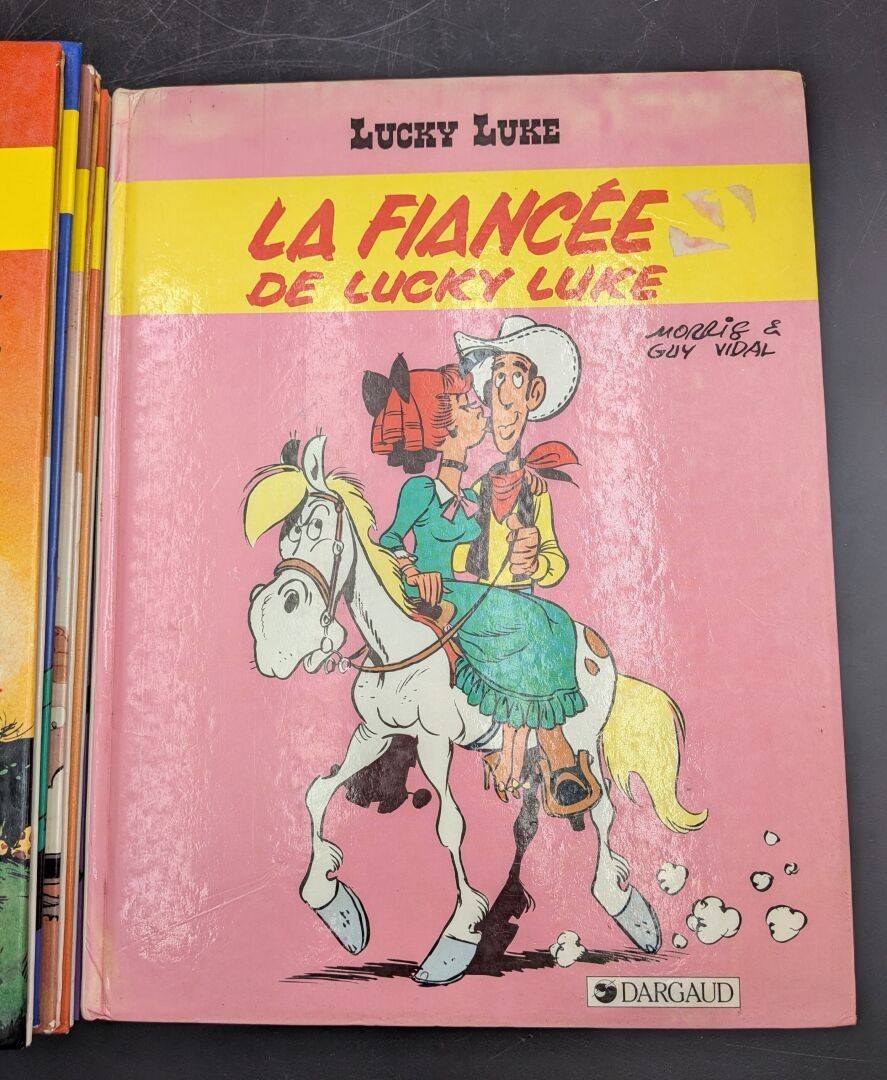 LUCKY LUKE
LA FIANCÉE
DE LUCKY LUKE
MORRIS &
GUY VIDAL
DARGAUD